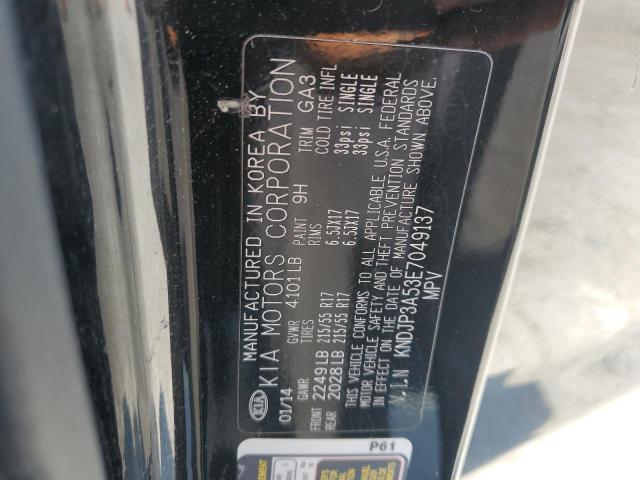 MANUFACTURED IN KOREA BY
KIA KIA MOTORS CORPORATION
01/14 4101LB PAINT 9H TRIM GA3
GVWR
GAWR TIRES RIMS COLD TIRE INFL
FRONT 2249LB 215/55 R17 6.5JX17 33psi SINGLE
REAR 2028LB 215/55 R17 6.5JX17 33psi SINGLE
THIS VEHICLE CONFORMS TO ALL APPLICABLE U.S.A. FEDERAL
MOTOR VEHICLE SAFETY AND THEFT PREVENTION STANDARDS
IN EFFECT ON THE DATE OF MANUFACTURE SHOWN ABOVE.
V.I.N KNDJP3A53E7049137
MPV
P61